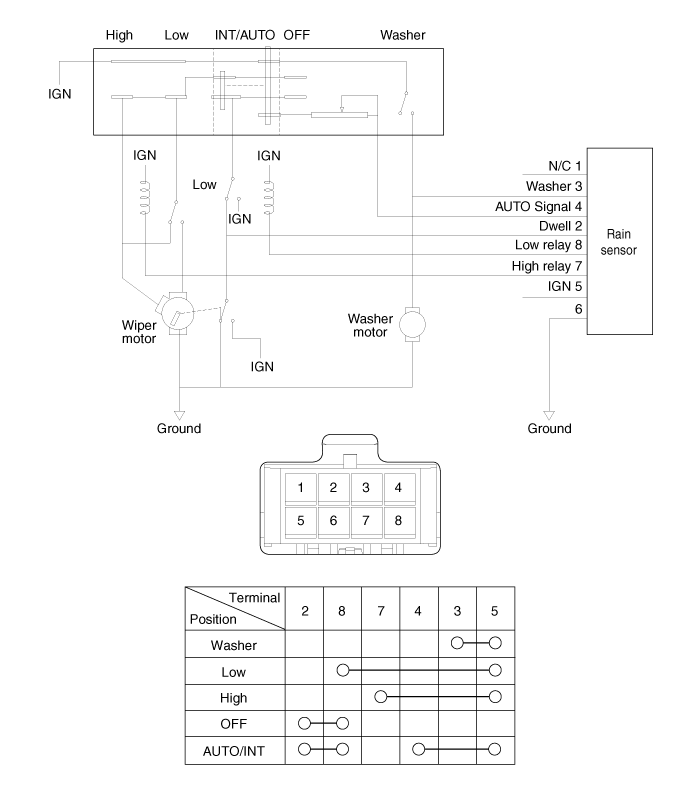 High Low INT/AUTO OFF Washer
IGN
IGN
IGN
Low
IGN
N/C 1
Washer 3
AUTO Signal 4
Dwell 2
Low relay 8
High relay 7
IGN 5
6
Rain
sensor
Wiper
motor
Washer
motor
IGN
Ground
Ground
1 2 3 4
5 6 7 8
Terminal
Position
2 8 7 4 3 5
Washer
Low
High
OFF
AUTO/INT